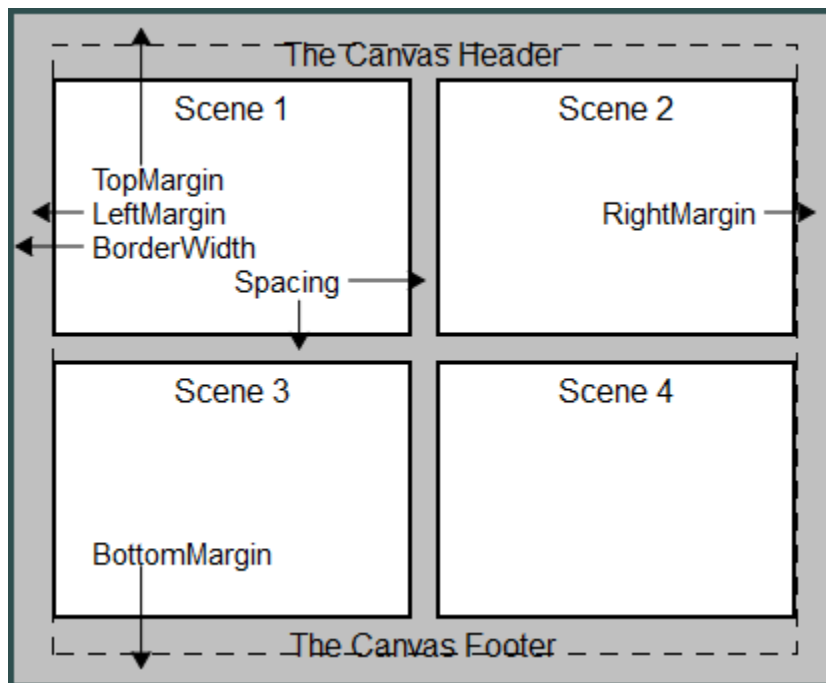 The Canvas Header
Scene 1
Scene 2
TopMargin
LeftMargin
RightMargin
BorderWidth
Spacing
Scene 3
Scene 4
BottomMargin
The Canvas Footer